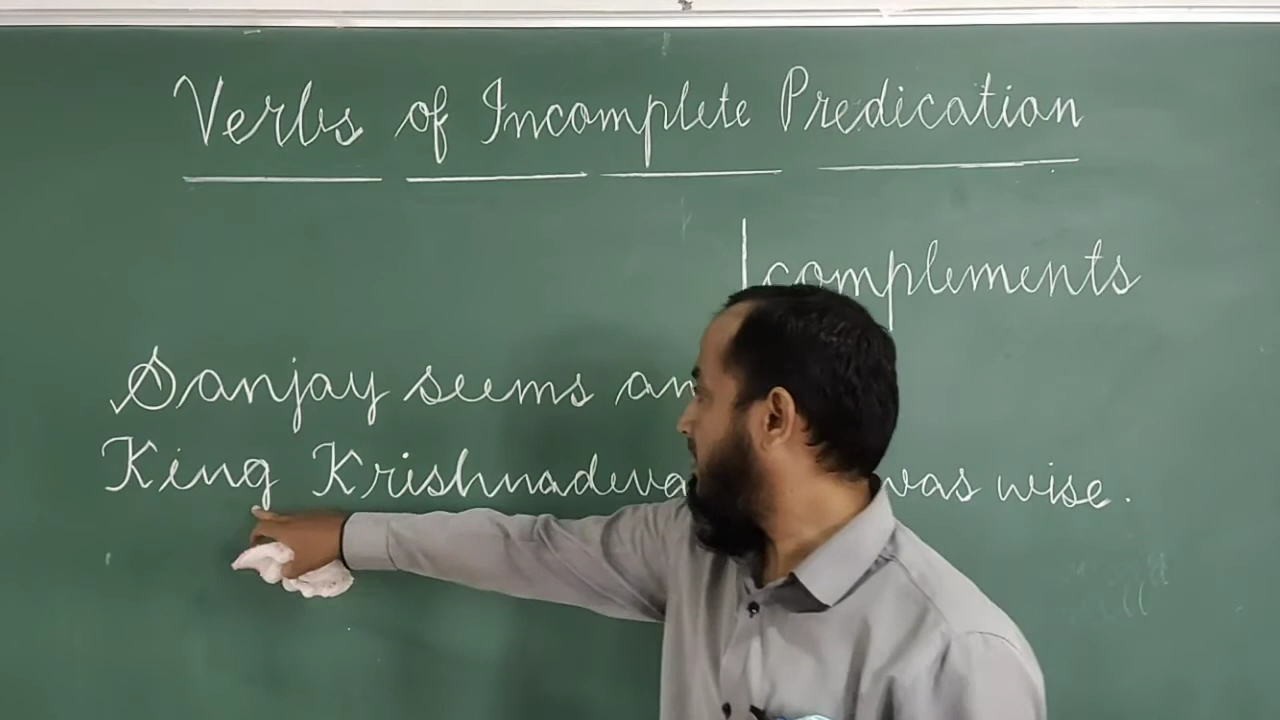 Verbs of Incomplete Predication
complements
Sanjay seems an
King Krishnadeva was wise.